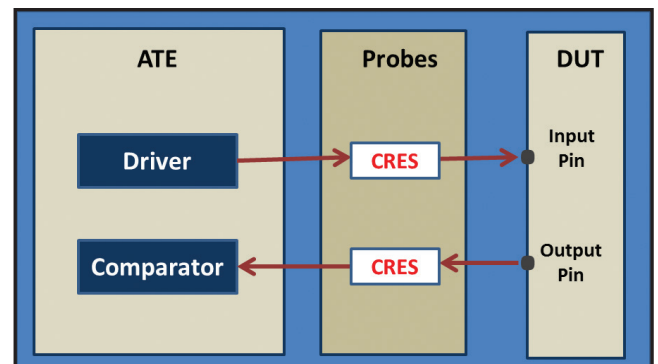 ATE
Probes
DUT
Driver
CRES
Input
Pin
Comparator
CRES
Output
Pin